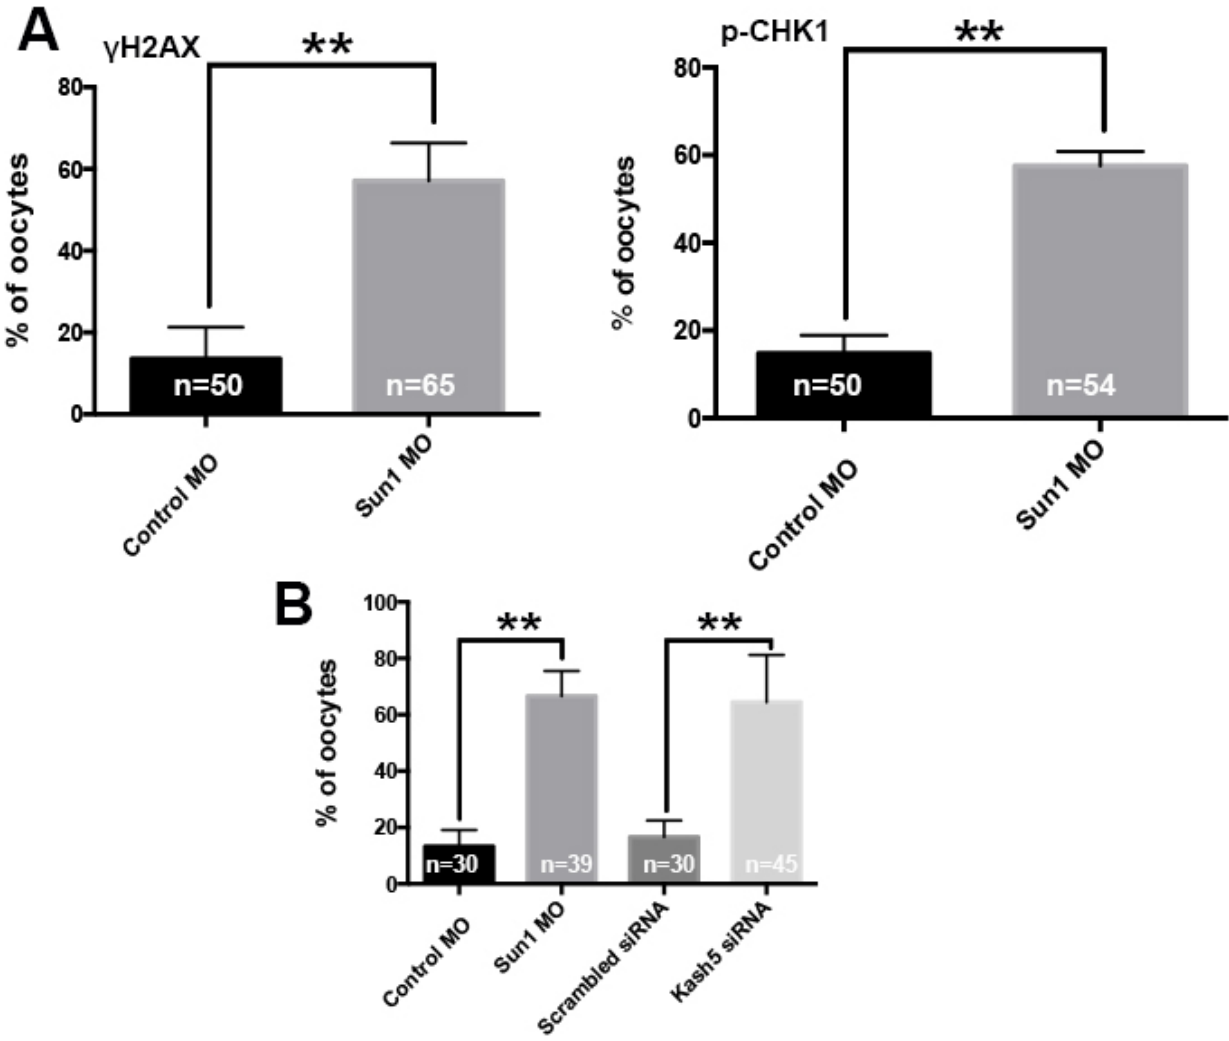 A
γH2AX
**
% of oocytes
80
60
40
20
0
n=50
n=65
Control MO
Sun1 MO
p-CHK1
**
% of oocytes
80
60
40
20
0
n=50
n=54
Control MO
Sun1 MO
B
**
**
% of oocytes
100
80
60
40
20
0
n=30
n=39
n=30
n=45
Control MO
Sun1 MO
Scrambled siRNA
Kash5 siRNA